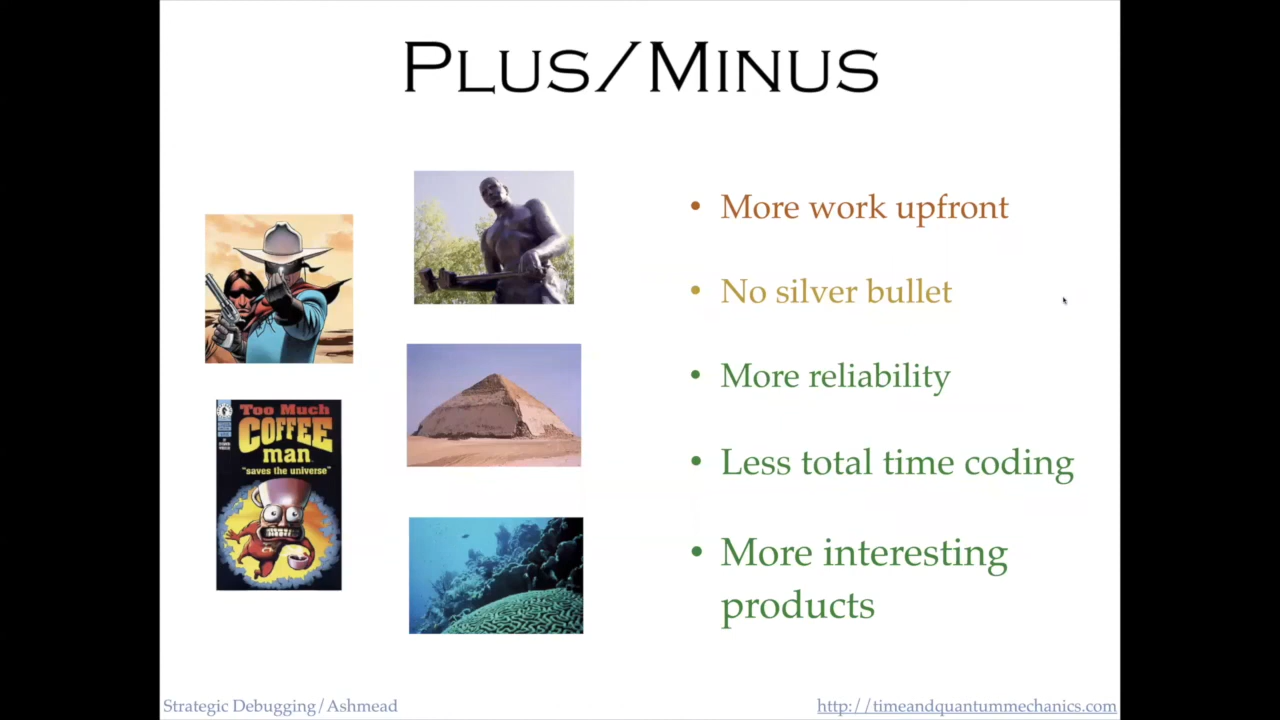 PLUS/MINUS
• More work upfront
• No silver bullet
• More reliability
• Less total time coding
• More interesting
products
Too Much
COFFEE
man
"saves the universe"
Strategic Debugging/Ashmead
http://timeandquantummechanics.com